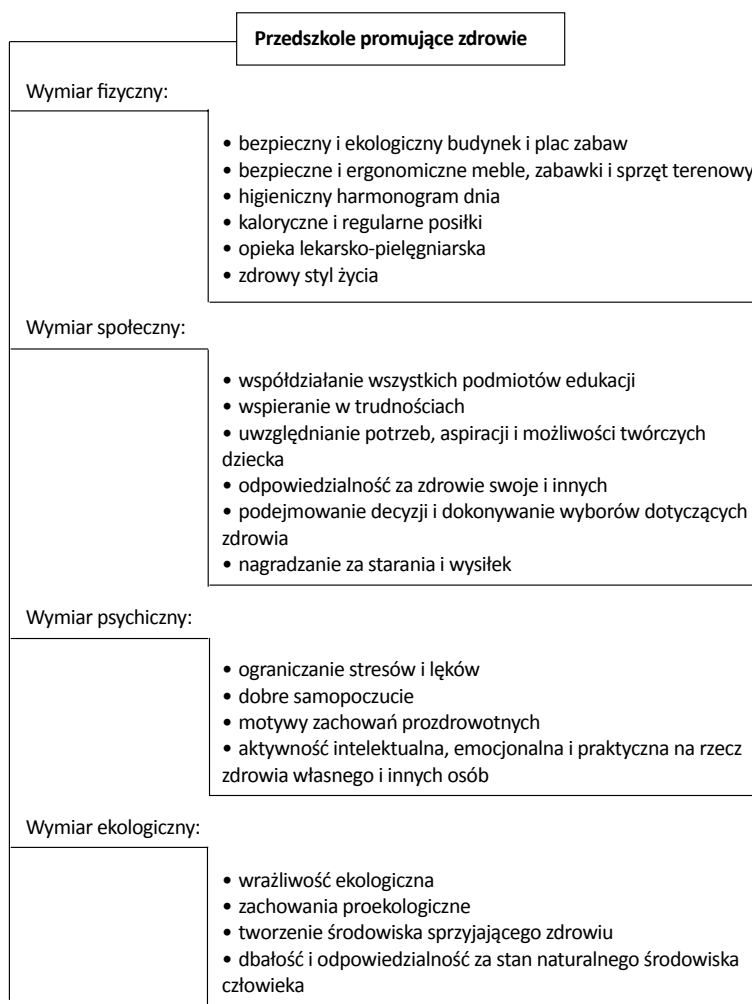 Przedszkole promujące zdrowie
Wymiar fizyczny:
• bezpieczny i ekologiczny budynek i plac zabaw
• bezpieczne i ergonomiczne meble, zabawki i sprzęt terenowy
• higieniczny harmonogram dnia
• kaloryczne i regularne posiłki
• opieka lekarsko-pielęgniarska
• zdrowy styl życia
Wymiar społeczny:
• współdziałanie wszystkich podmiotów edukacji
• wspieranie w trudnościach
• uwzględnianie potrzeb, aspiracji i możliwości twórczych
dziecka
• odpowiedzialność za zdrowie swoje i innych
• podejmowanie decyzji i dokonywanie wyborów dotyczących
zdrowia
• nagradzanie za starania i wysiłek
Wymiar psychiczny:
• ograniczanie stresów i lęków
• dobre samopoczucie
• motywy zachowań prozdrowotnych
• aktywność intelektualna, emocjonalna i praktyczna na rzecz
zdrowia własnego i innych osób
Wymiar ekologiczny:
• wrażliwość ekologiczna
• zachowania proekologiczne
• tworzenie środowiska sprzyjającego zdrowiu
• dbałość i odpowiedzialność za stan naturalnego środowiska
człowieka